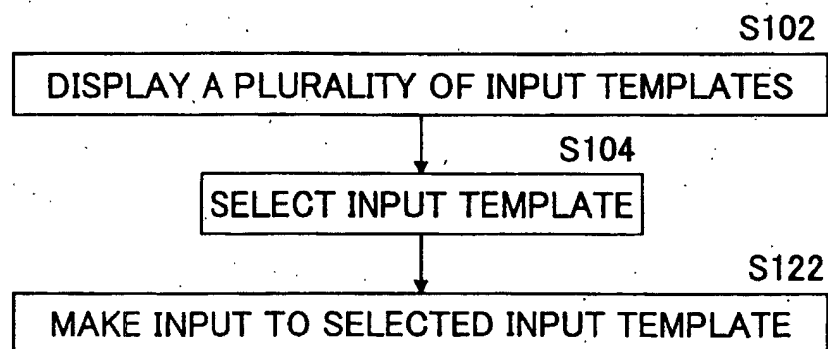 S102
DISPLAY A PLURALITY OF INPUT TEMPLATES
S104
SELECT INPUT TEMPLATE
S122
MAKE INPUT TO SELECTED INPUT TEMPLATE